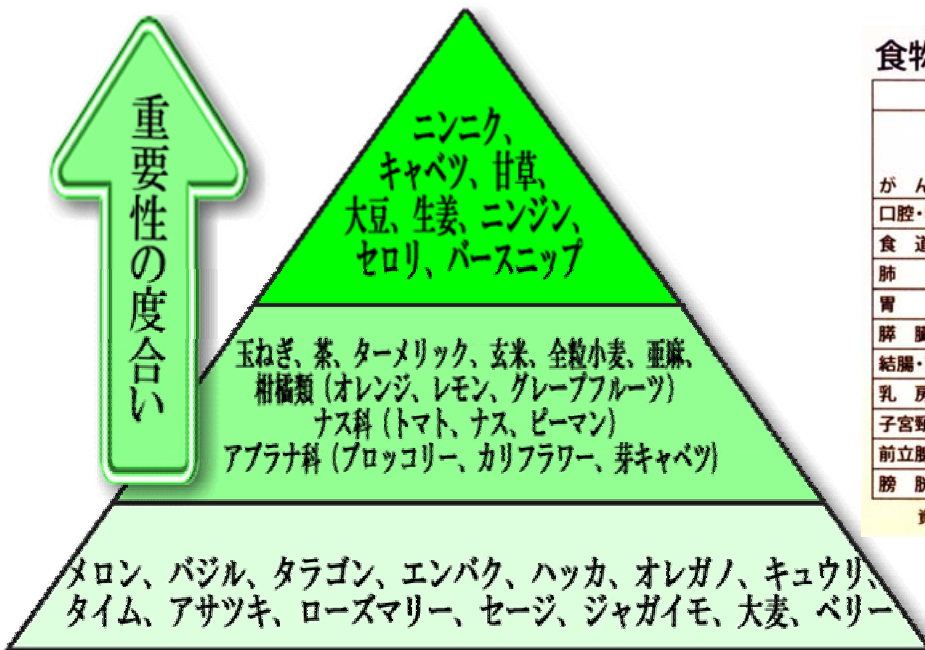 重要性の度合い
ニンニク、
キャベツ、甘草、
大豆、生姜、ニンジン、
セロリ、パースニップ
玉ねぎ、茶、ターメリック、玄米、全粒小麦、亜麻、
柑橘類（オレンジ、レモン、グレープフルーツ）
ナス科（トマト、ナス、ピーマン）
アブラナ科（ブロッコリー、カリフラワー、芽キャベツ）
メロン、バジル、タラゴン、エンバク、ハッカ、オレガノ、キュウリ、
タイム、アサツキ、ローズマリー、セージ、ジャガイモ、大麦、ベリー
食物
がん
口腔・
食道
肺
胃
膵臓
結腸・
乳房
子宮頸
前立腺
膀胱